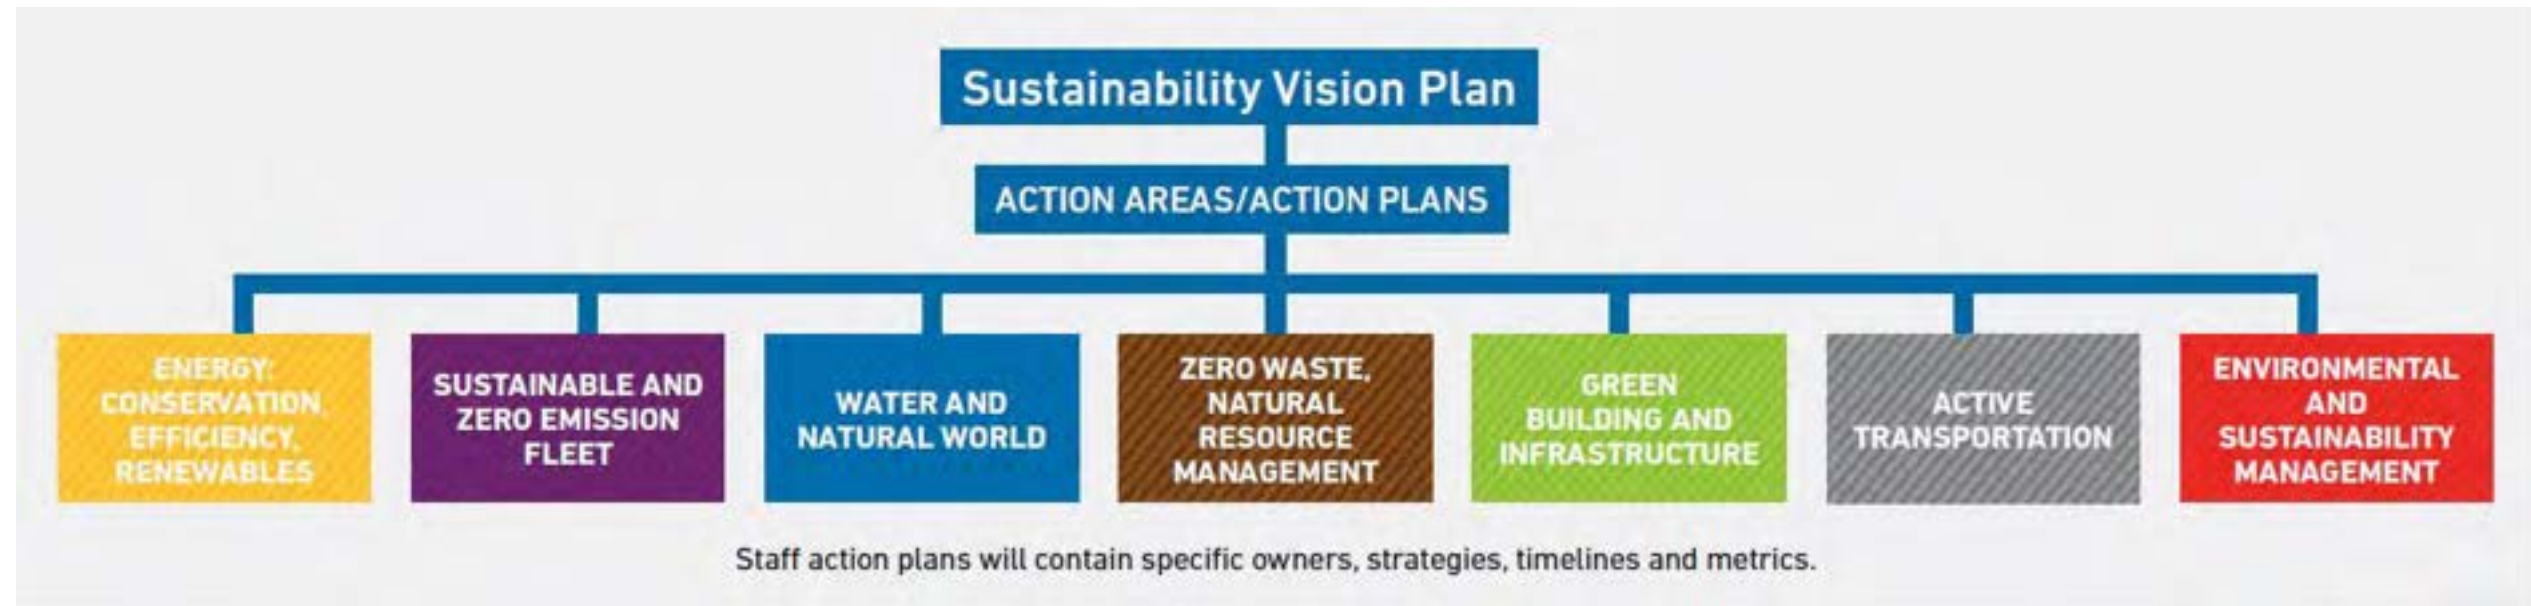 Sustainability Vision Plan
ACTION AREAS/ACTION PLANS
ENERGY:
CONSERVATION,
EFFICIENCY,
RENEWABLES
SUSTAINABLE AND
ZERO EMISSION
FLEET
WATER AND
NATURAL WORLD
ZERO WASTE,
NATURAL
RESOURCE
MANAGEMENT
GREEN
BUILDING AND
INFRASTRUCTURE
ACTIVE
TRANSPORTATION
ENVIRONMENTAL
AND
SUSTAINABILITY
MANAGEMENT
Staff action plans will contain specific owners, strategies, timelines and metrics.